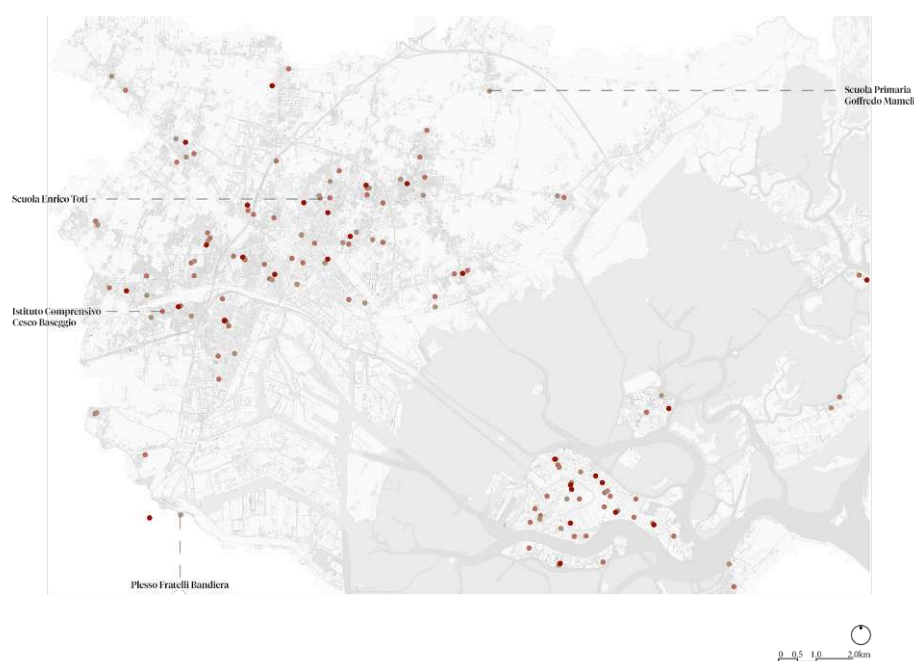 Scuola Primaria
Goffredo Mameli
Scuola Enrico Toti
Istituto Comprensivo
Cesco Baseggio
Plesso Fratelli Bandiera
0 0,5 1,0 2,0km